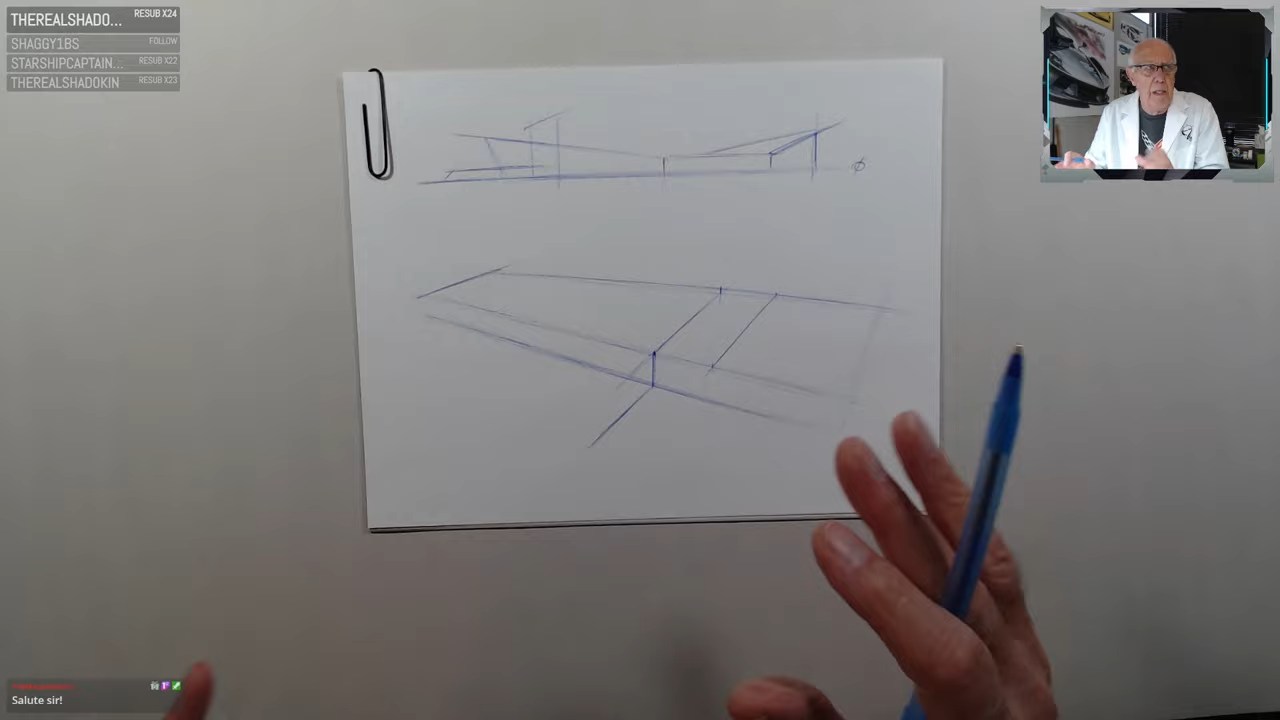 THEREALSHADO... RESUB X24
SHAGGY1BS FOLLOW
STARSHIPCAPTAIN... RESUB X22
THEREALSHADOKIN RESUB X23
Salute sir!